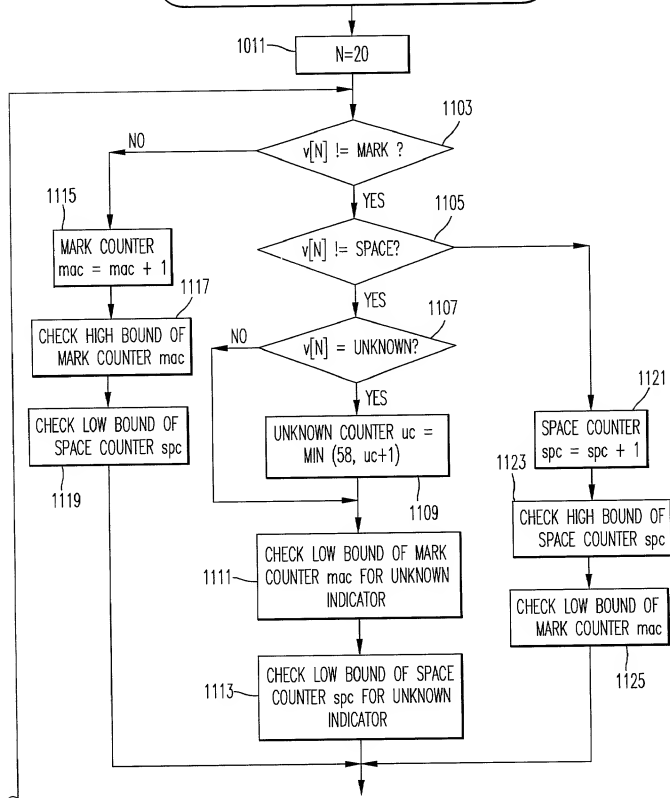 1011
N=20
1103
v[N] != MARK ?
NO
YES
1105
v[N] != SPACE?
YES
1107
v[N] = UNKNOWN?
NO
YES
UNKNOWN COUNTER uc =
MIN (58, uc+1)
1109
1111
CHECK LOW BOUND OF MARK
COUNTER mac FOR UNKNOWN
INDICATOR
1113
CHECK LOW BOUND OF SPACE
COUNTER spc FOR UNKNOWN
INDICATOR
1115
MARK COUNTER
mac = mac + 1
1117
CHECK HIGH BOUND OF
MARK COUNTER mac
CHECK LOW BOUND OF
SPACE COUNTER spc
1119
1121
SPACE COUNTER
spc = spc + 1
1123
CHECK HIGH BOUND OF
SPACE COUNTER spc
CHECK LOW BOUND OF
MARK COUNTER mac
1125